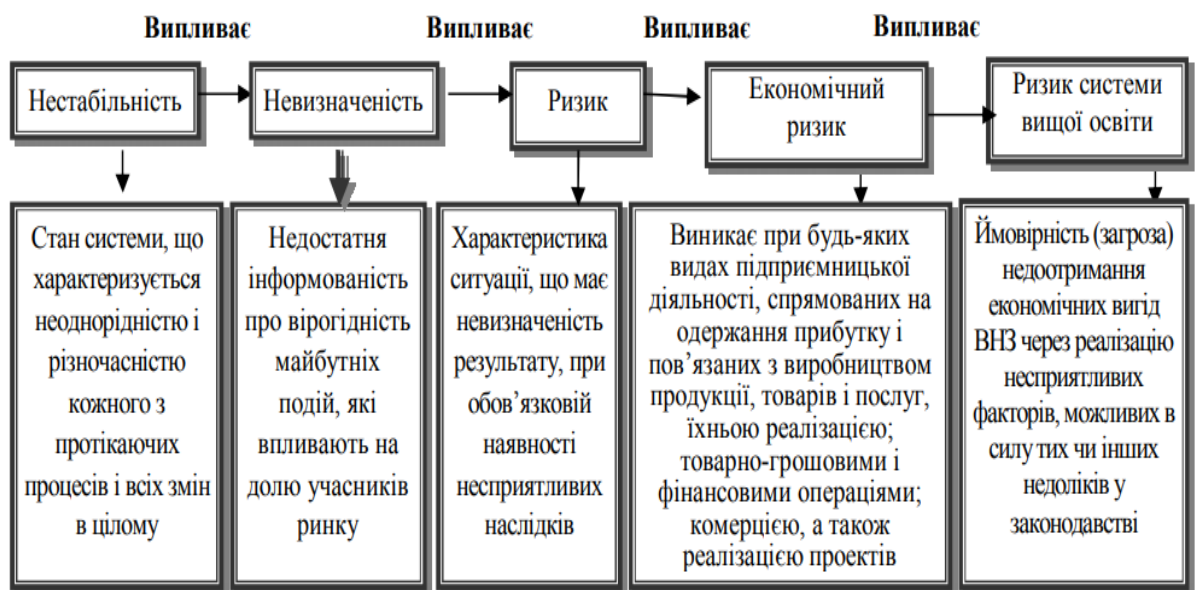 Випливає Випливає Випливає Випливає
Нестабільність
Невизначеність
Ризик
Економічний
ризик
Ризик системи
вищої освіти
Стан системи, що
характеризується
неоднорідністю і
різночасністю
кожного з
протікаючих
процесів і всіх змін
в цілому
Недостатня
інформованість
про вірогідність
майбутніх
подій, які
впливають на
долю учасників
ринку
Характеристика
ситуації, що має
невизначеність
результату, при
обов’язковій
наявності
несприятливих
наслідків
Виникає при будь-яких
видах підприємницької
діяльності, спрямованих на
одержання прибутку і
пов’язаних з виробництвом
продукції, товарів і послуг,
їхньою реалізацією;
товарно-грошовими і
фінансовими операціями;
комерцією, а також
реалізацією проектів
Ймовірність (загроза)
недоотримання
економічних вигід
ВНЗ через реалізацію
несприятливих
факторів, можливих в
силу тих чи інших
недоліків у
законодавстві